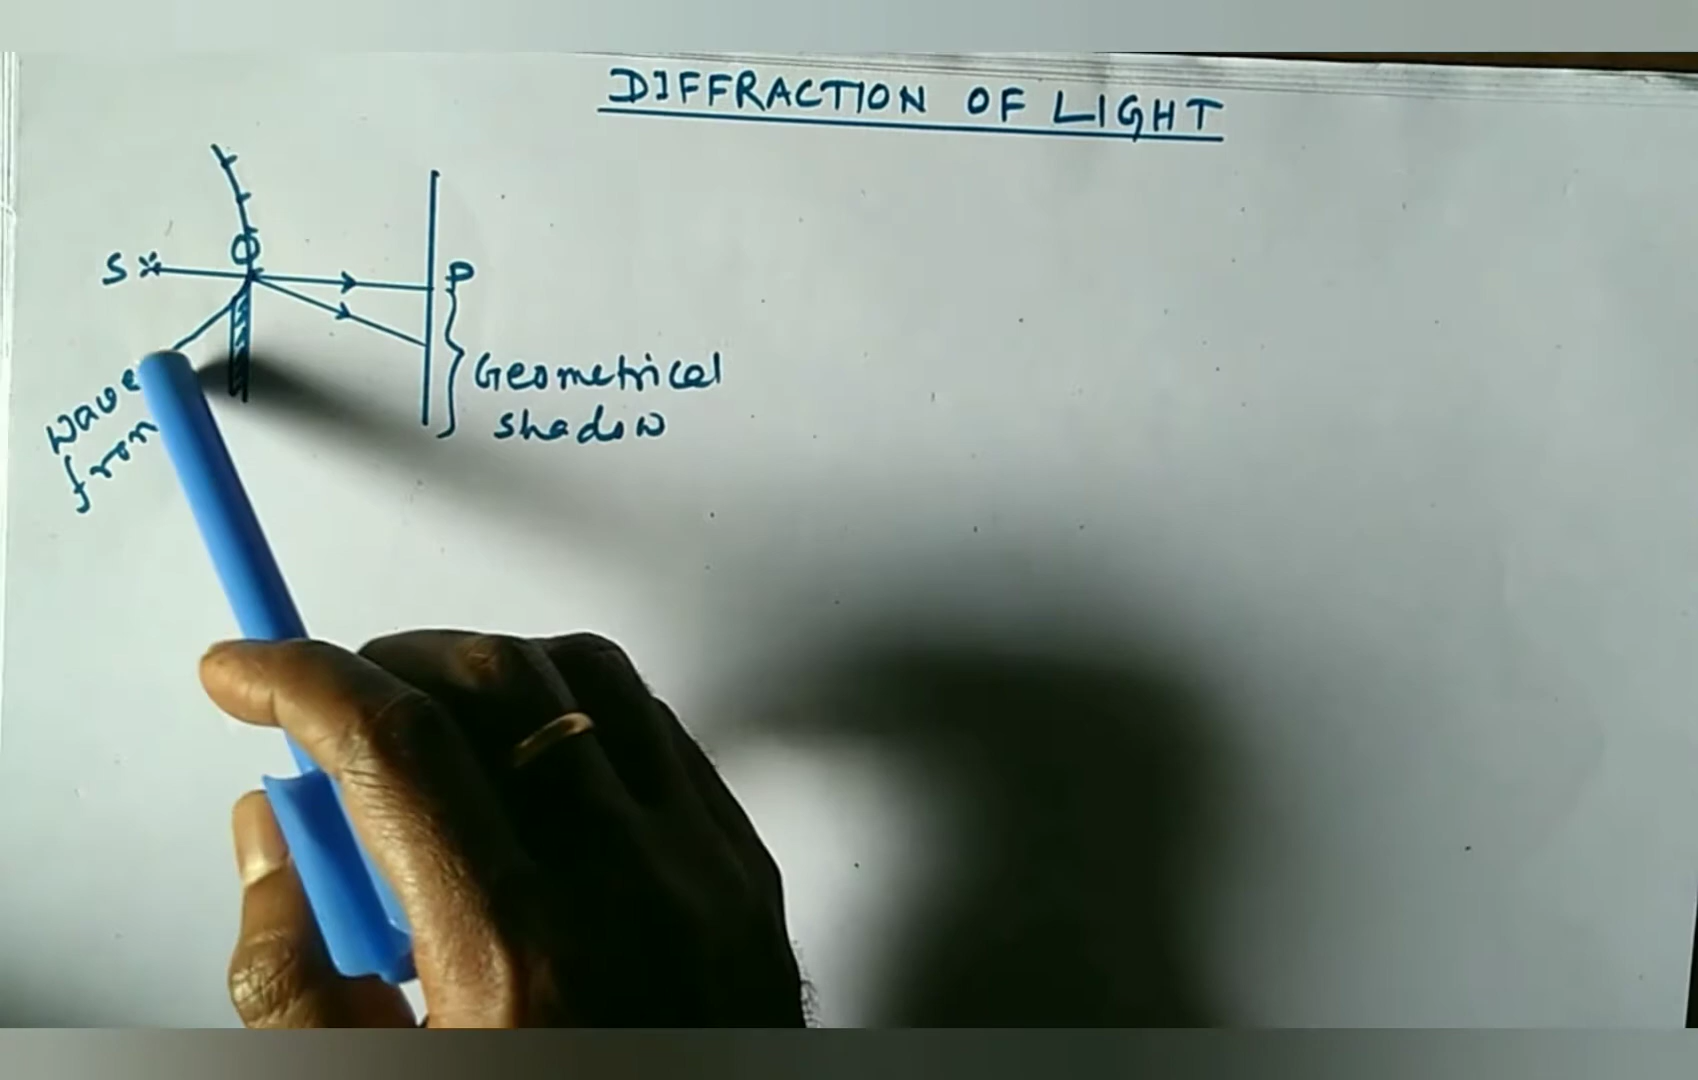 DIFFRACTION OF LIGHT
O
S
P
Geometrical
shadow
wave
fron